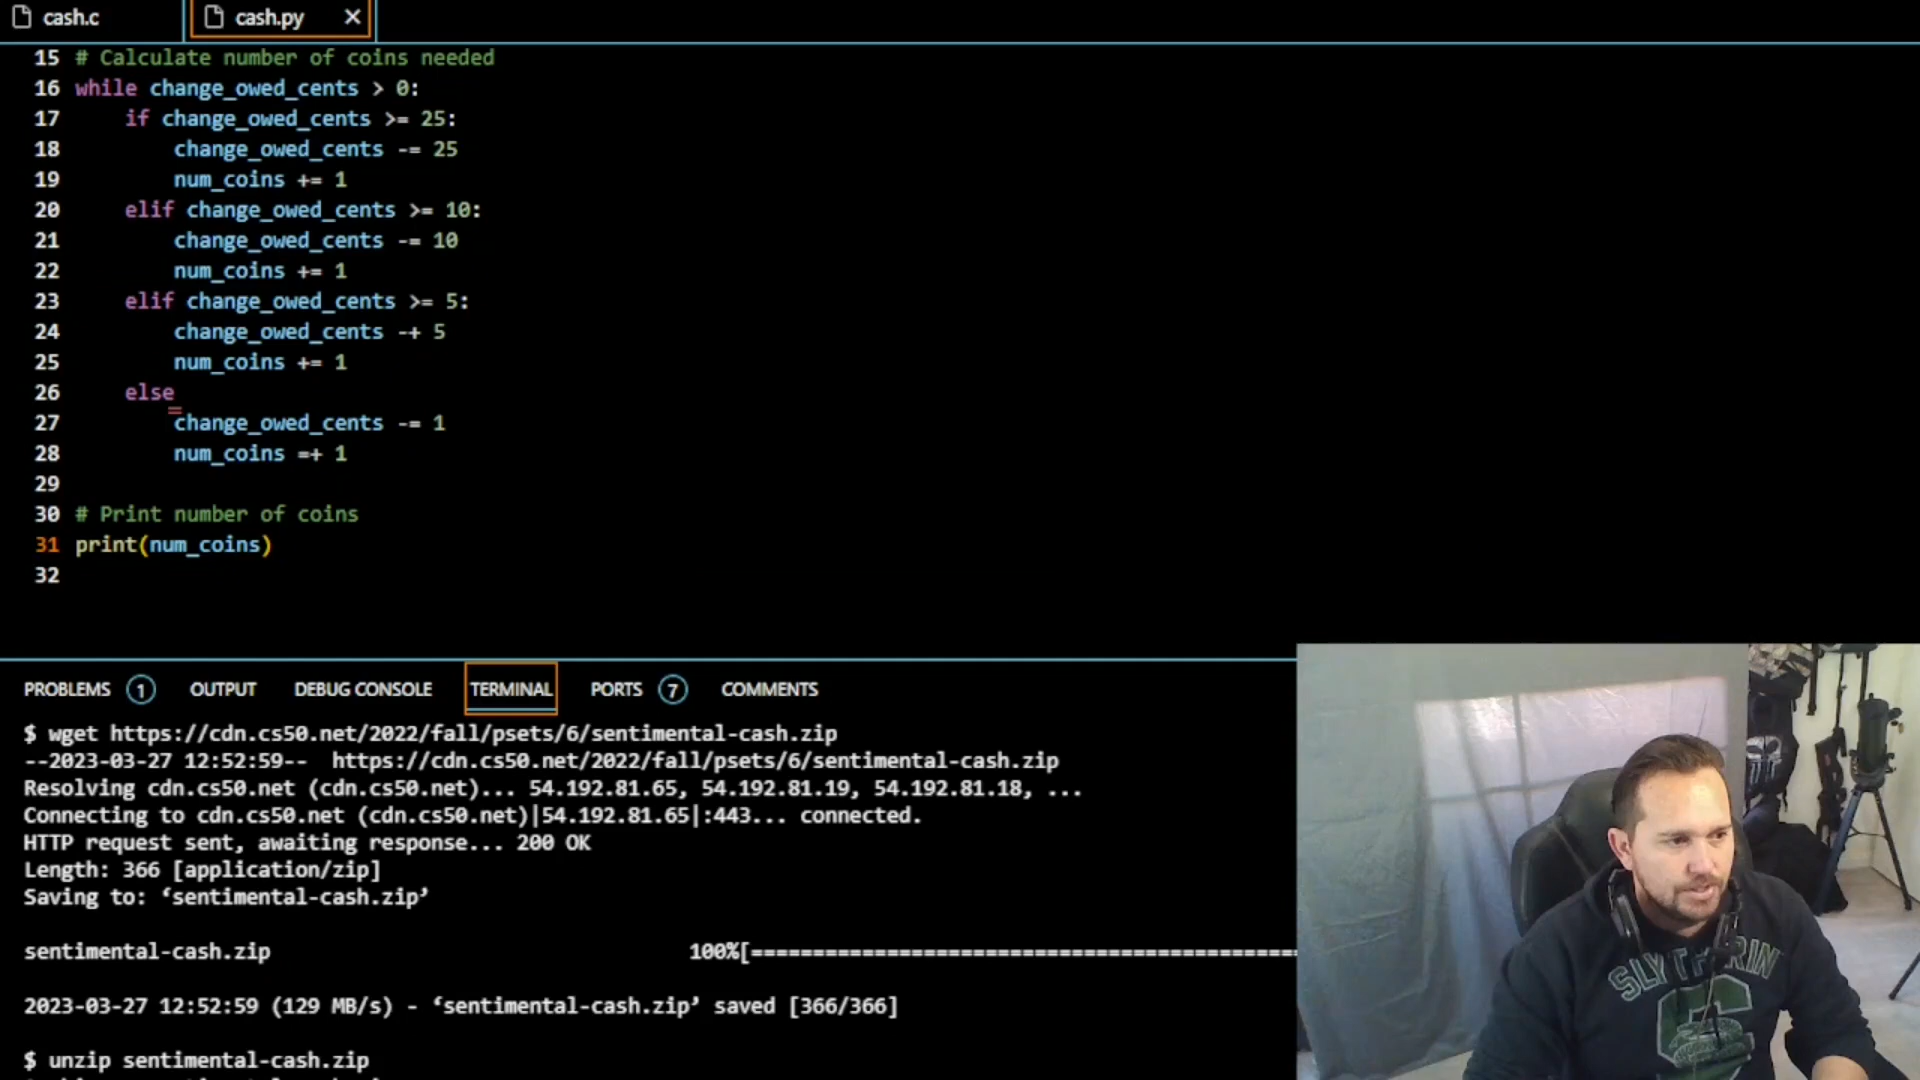 cash.c
cash.py
15 # Calculate number of coins needed
16 while change_owed_cents > 0:
17 if change_owed_cents >= 25:
18 change_owed_cents -= 25
19 num_coins += 1
20 elif change_owed_cents >= 10:
21 change_owed_cents -= 10
22 num_coins += 1
23 elif change_owed_cents >= 5:
24 change_owed_cents -+ 5
25 num_coins += 1
26 else
27 change_owed_cents -= 1
28 num_coins =+ 1
29
30 # Print number of coins
31 print(num_coins)
32
PROBLEMS 1 OUTPUT DEBUG CONSOLE TERMINAL PORTS 7 COMMENTS
$ wget https://cdn.cs50.net/2022/fall/psets/6/sentimental-cash.zip
--2023-03-27 12:52:59-- https://cdn.cs50.net/2022/fall/psets/6/sentimental-cash.zip
Resolving cdn.cs50.net (cdn.cs50.net)... 54.192.81.65, 54.192.81.19, 54.192.81.18, ...
Connecting to cdn.cs50.net (cdn.cs50.net)|54.192.81.65|:443... connected.
HTTP request sent, awaiting response... 200 OK
Length: 366 [application/zip]
Saving to: ‘sentimental-cash.zip’
sentimental-cash.zip 100%[============================================
2023-03-27 12:52:59 (129 MB/s) - ‘sentimental-cash.zip’ saved [366/366]
$ unzip sentimental-cash.zip
SLYTHERIN